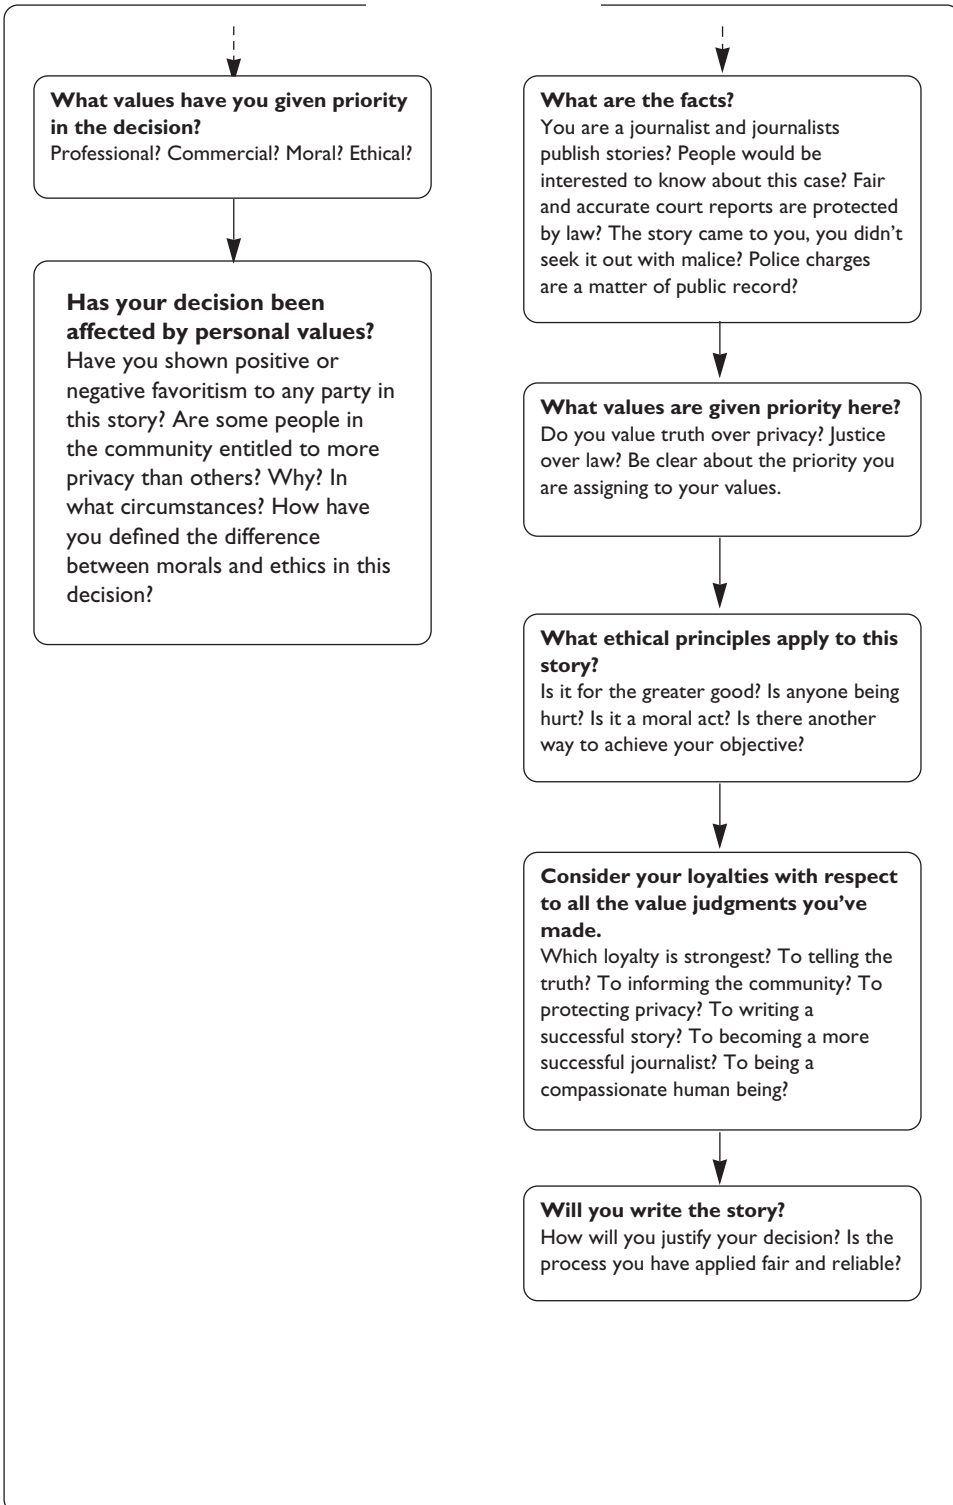 What values have you given priority
in the decision?
Professional? Commercial? Moral? Ethical?
Has your decision been
affected by personal values?
Have you shown positive or
negative favoritism to any party in
this story? Are some people in
the community entitled to more
privacy than others? Why? In
what circumstances? How have
you defined the difference
between morals and ethics in this
decision?
What are the facts?
You are a journalist and journalists
publish stories? People would be
interested to know about this case? Fair
and accurate court reports are protected
by law? The story came to you, you didn’t
seek it out with malice? Police charges
are a matter of public record?
What values are given priority here?
Do you value truth over privacy? Justice
over law? Be clear about the priority you
are assigning to your values.
What ethical principles apply to this
story?
Is it for the greater good? Is anyone being
hurt? Is it a moral act? Is there another
way to achieve your objective?
Consider your loyalties with respect
to all the value judgments you’ve
made.
Which loyalty is strongest? To telling the
truth? To informing the community? To
protecting privacy? To writing a
successful story? To becoming a more
successful journalist? To being a
compassionate human being?
Will you write the story?
How will you justify your decision? Is the
process you have applied fair and reliable?